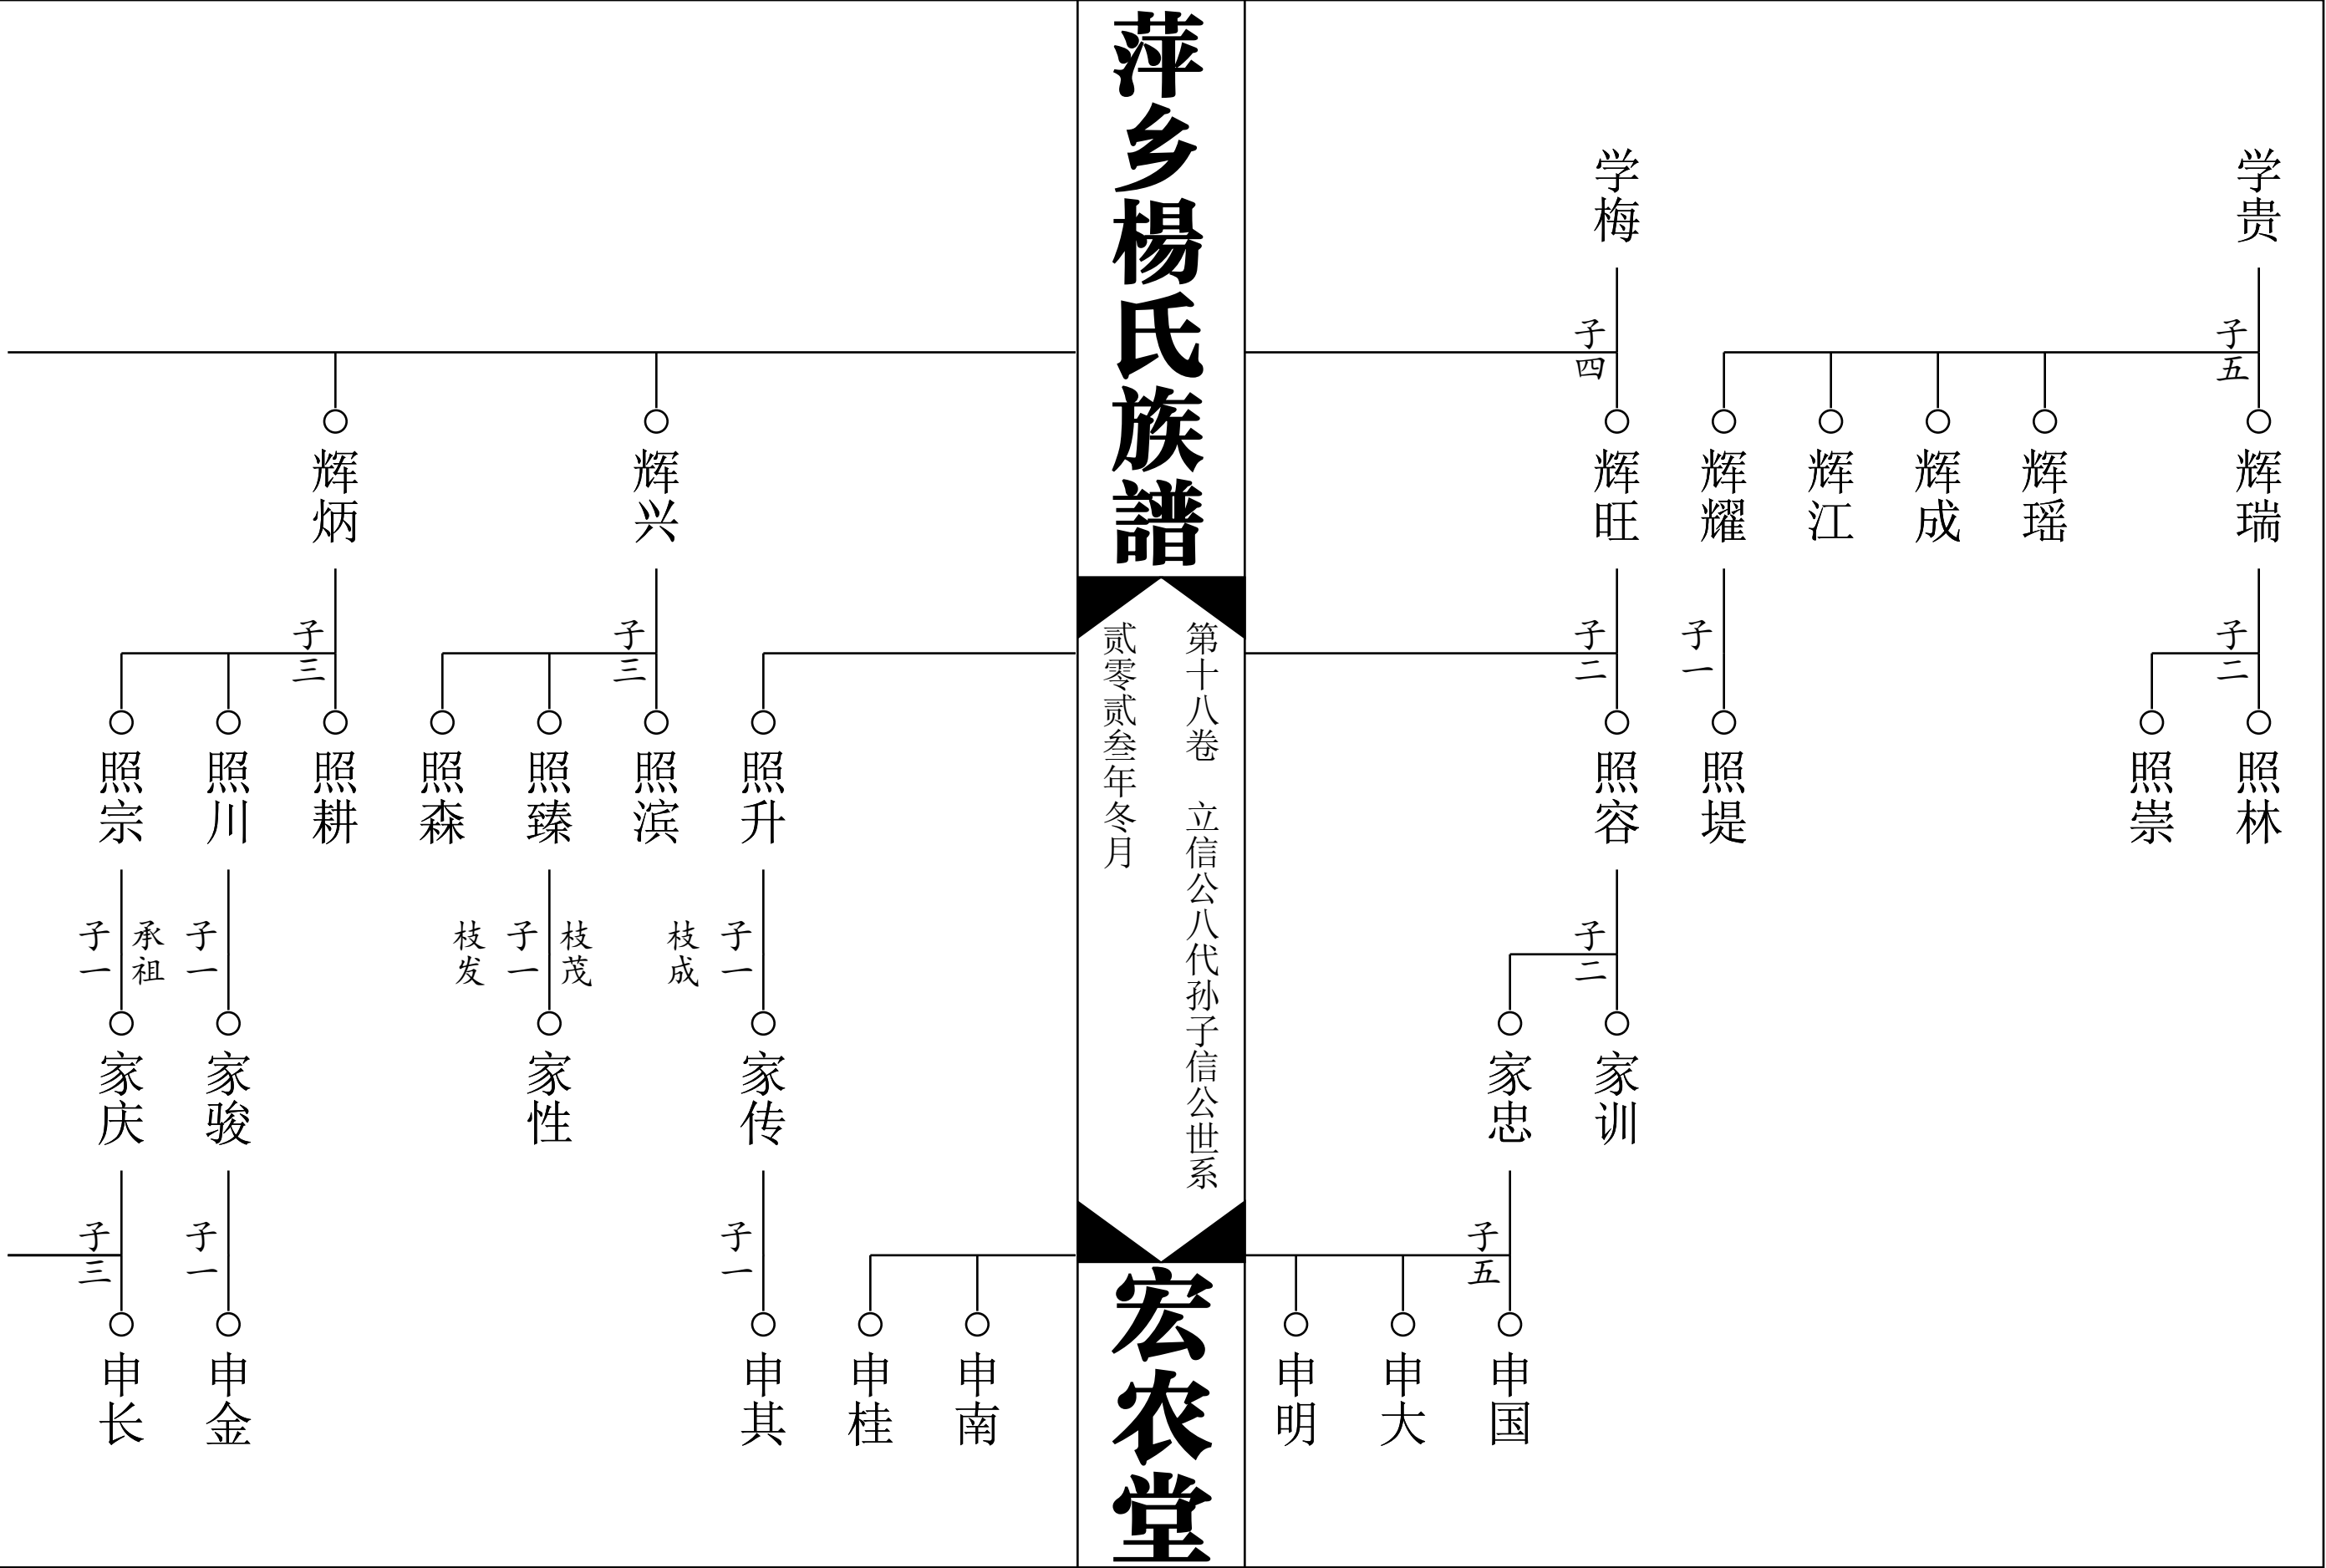 学贵
子五
辉瑞
辉瑶
辉成
辉江
辉耀
子二
照林
照崇
子一
照堤
学梅
子四
辉旺
子二
照容
子二
家训
家忠
子五
申国
申大
申明
萍乡楊氏族譜
第十八卷 立信公八代孙子信公世系
贰零贰叁年冬月
宏农堂
申南
申桂
照升
子一
枝成
家传
子一
申其
辉兴
子三
照滨
照臻
照森
枝茂
子一
枝发
家性
辉炳
子三
照耕
照川
照宗
子一
家骏
子一
申金
承祖
子一
家庆
子三
申长